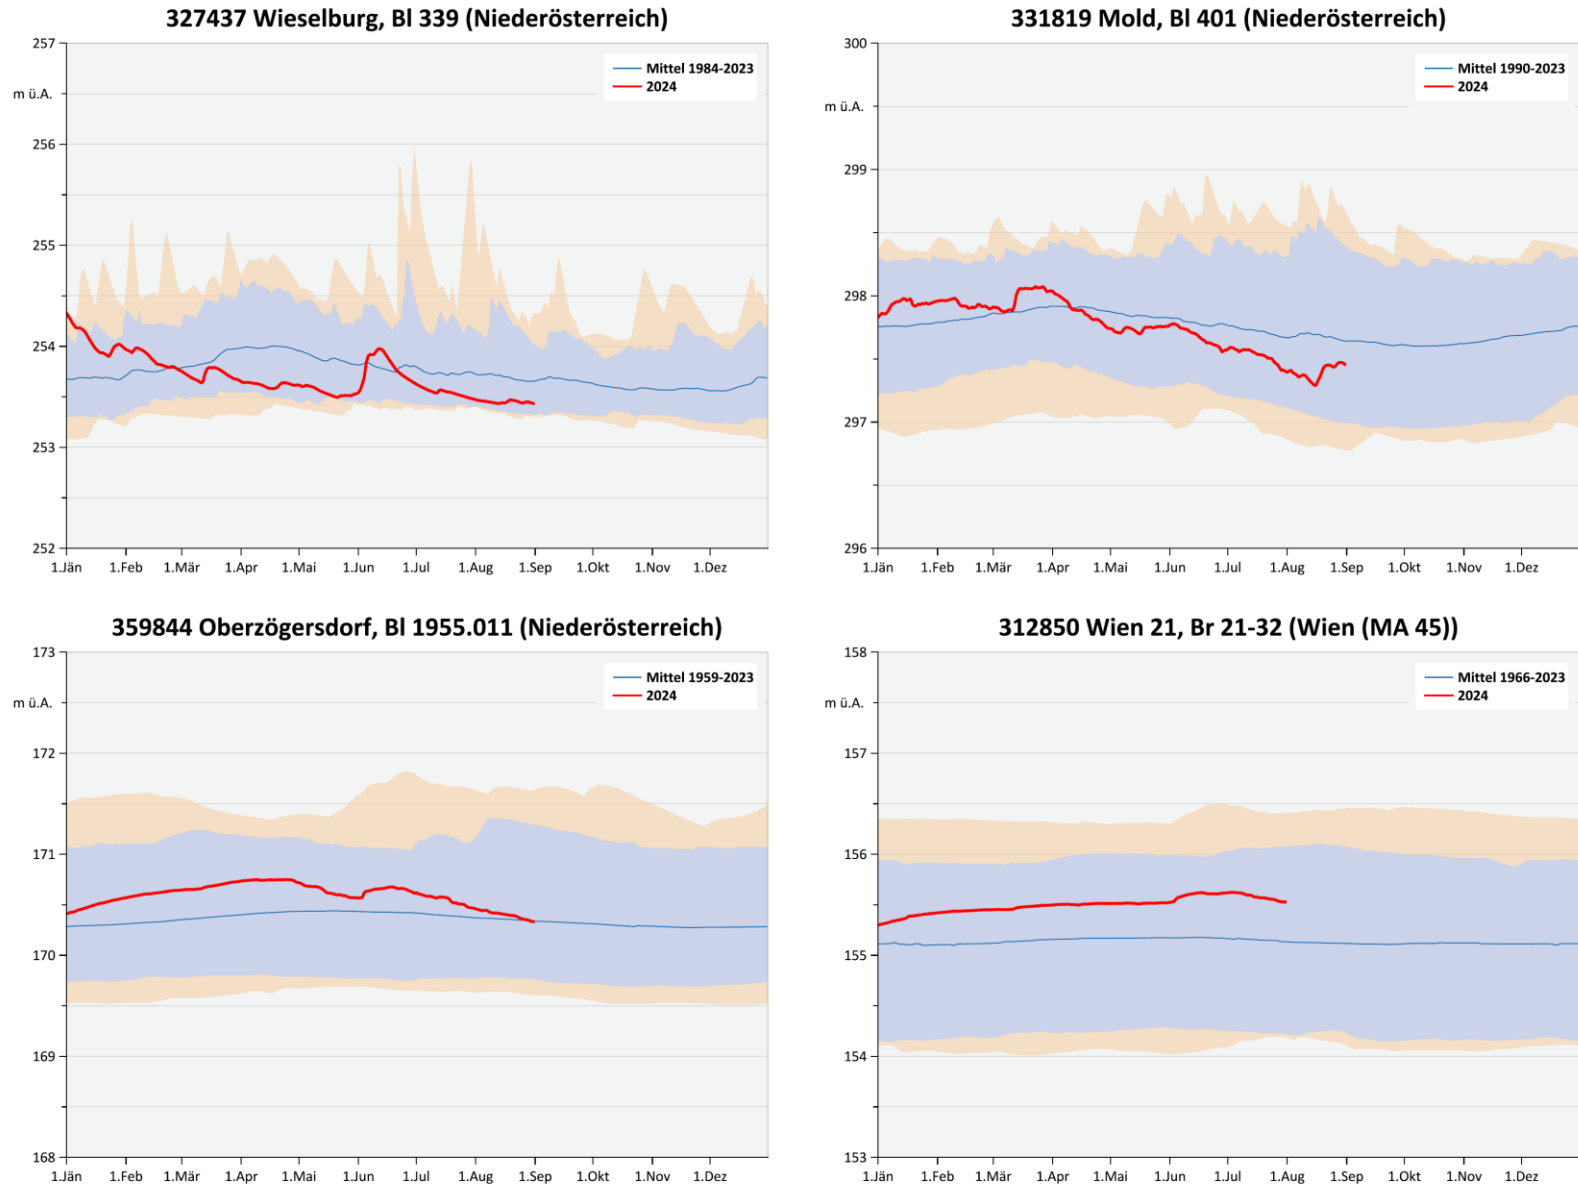 327437 Wieselburg, Bl 339 (Niederösterreich)
257
m ü.A.
256
255
254
253
252
Mittel 1984-2023
2024
1.Jän 1.Feb 1.Mär 1.Apr 1.Mai 1.Jun 1.Jul 1.Aug 1.Sep 1.Okt 1.Nov 1.Dez
331819 Mold, Bl 401 (Niederösterreich)
300
m ü.A.
299
298
297
296
Mittel 1990-2023
2024
1.Jän 1.Feb 1.Mär 1.Apr 1.Mai 1.Jun 1.Jul 1.Aug 1.Sep 1.Okt 1.Nov 1.Dez
359844 Oberzögersdorf, Bl 1955.011 (Niederösterreich)
173
m ü.A.
172
171
170
169
168
Mittel 1959-2023
2024
1.Jän 1.Feb 1.Mär 1.Apr 1.Mai 1.Jun 1.Jul 1.Aug 1.Sep 1.Okt 1.Nov 1.Dez
312850 Wien 21, Br 21-32 (Wien (MA 45))
158
m ü.A.
157
156
155
154
153
Mittel 1966-2023
2024
1.Jän 1.Feb 1.Mär 1.Apr 1.Mai 1.Jun 1.Jul 1.Aug 1.Sep 1.Okt 1.Nov 1.Dez